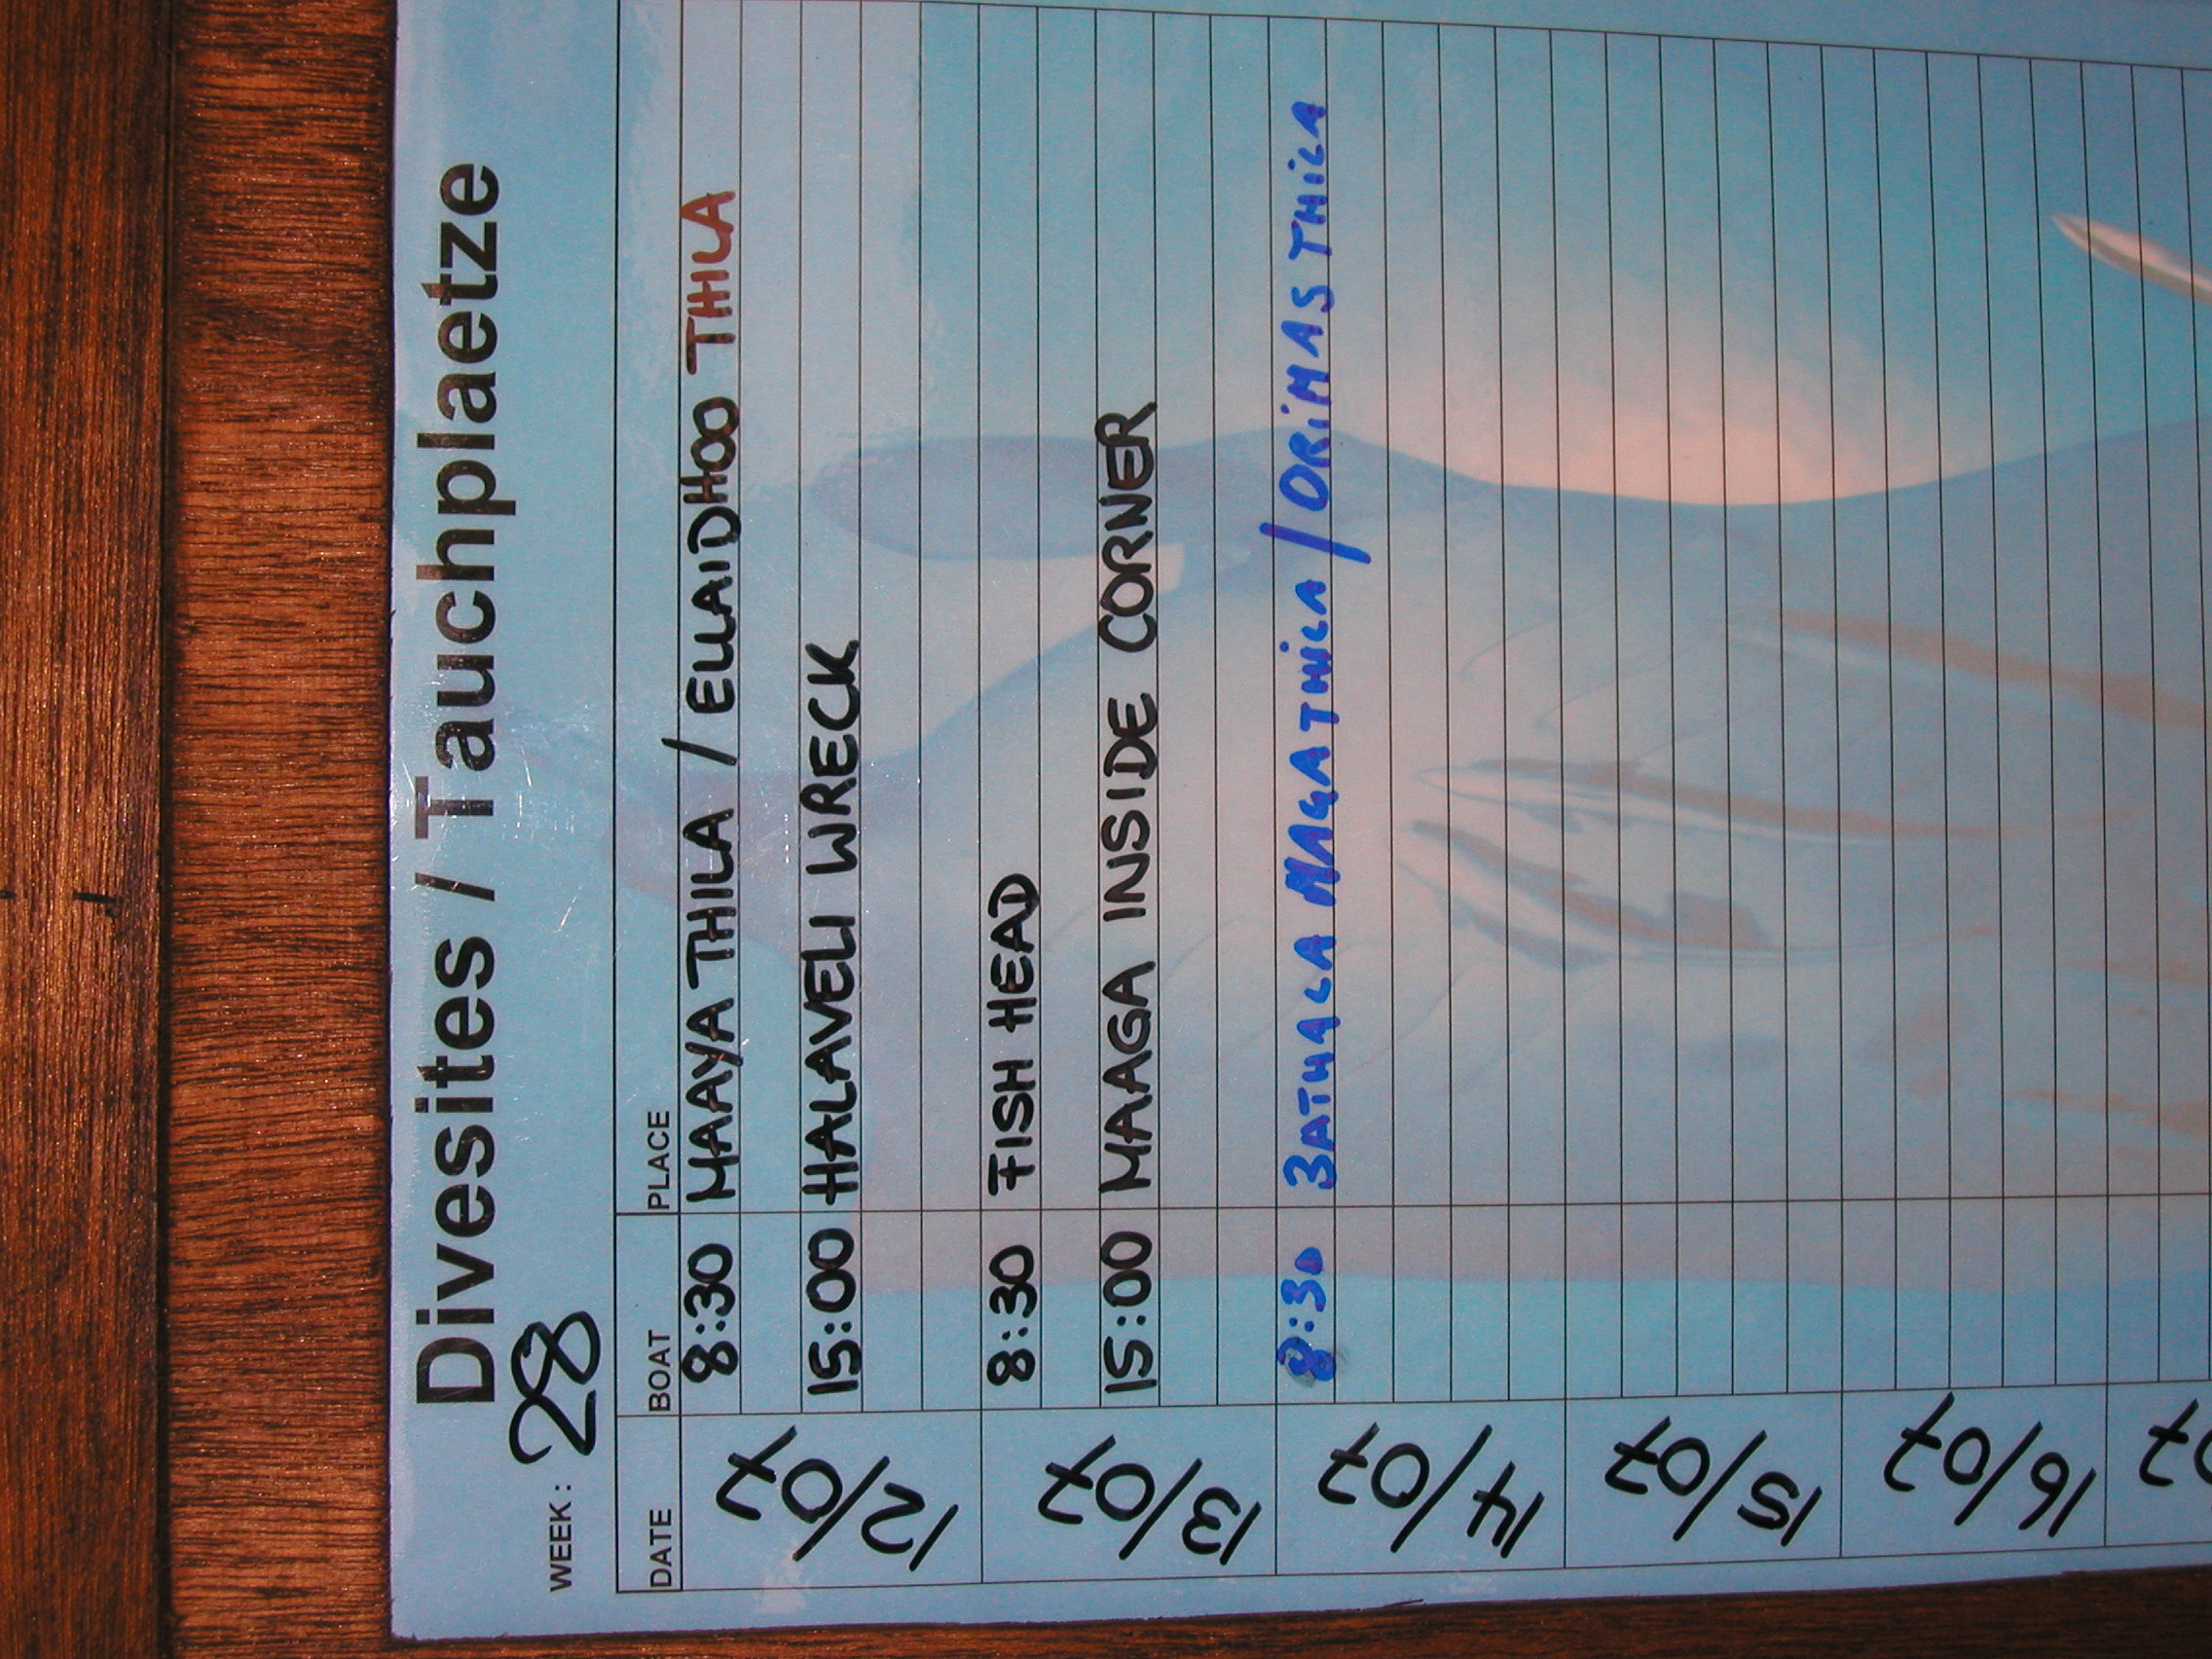 Divesites / Tauchplaetze
WEEK: 28
DATE BOAT PLACE
12/07 8:30 MAAYA THILA / ELLAIDHOO THILA
15:00 HALAVELI WRECK
13/07 8:30 FISH HEAD
15:00 MAAGA INSIDE CORNER
14/07 8:30 BATHALA MAGATHILA / ORIMAS THILA
15/07
16/07